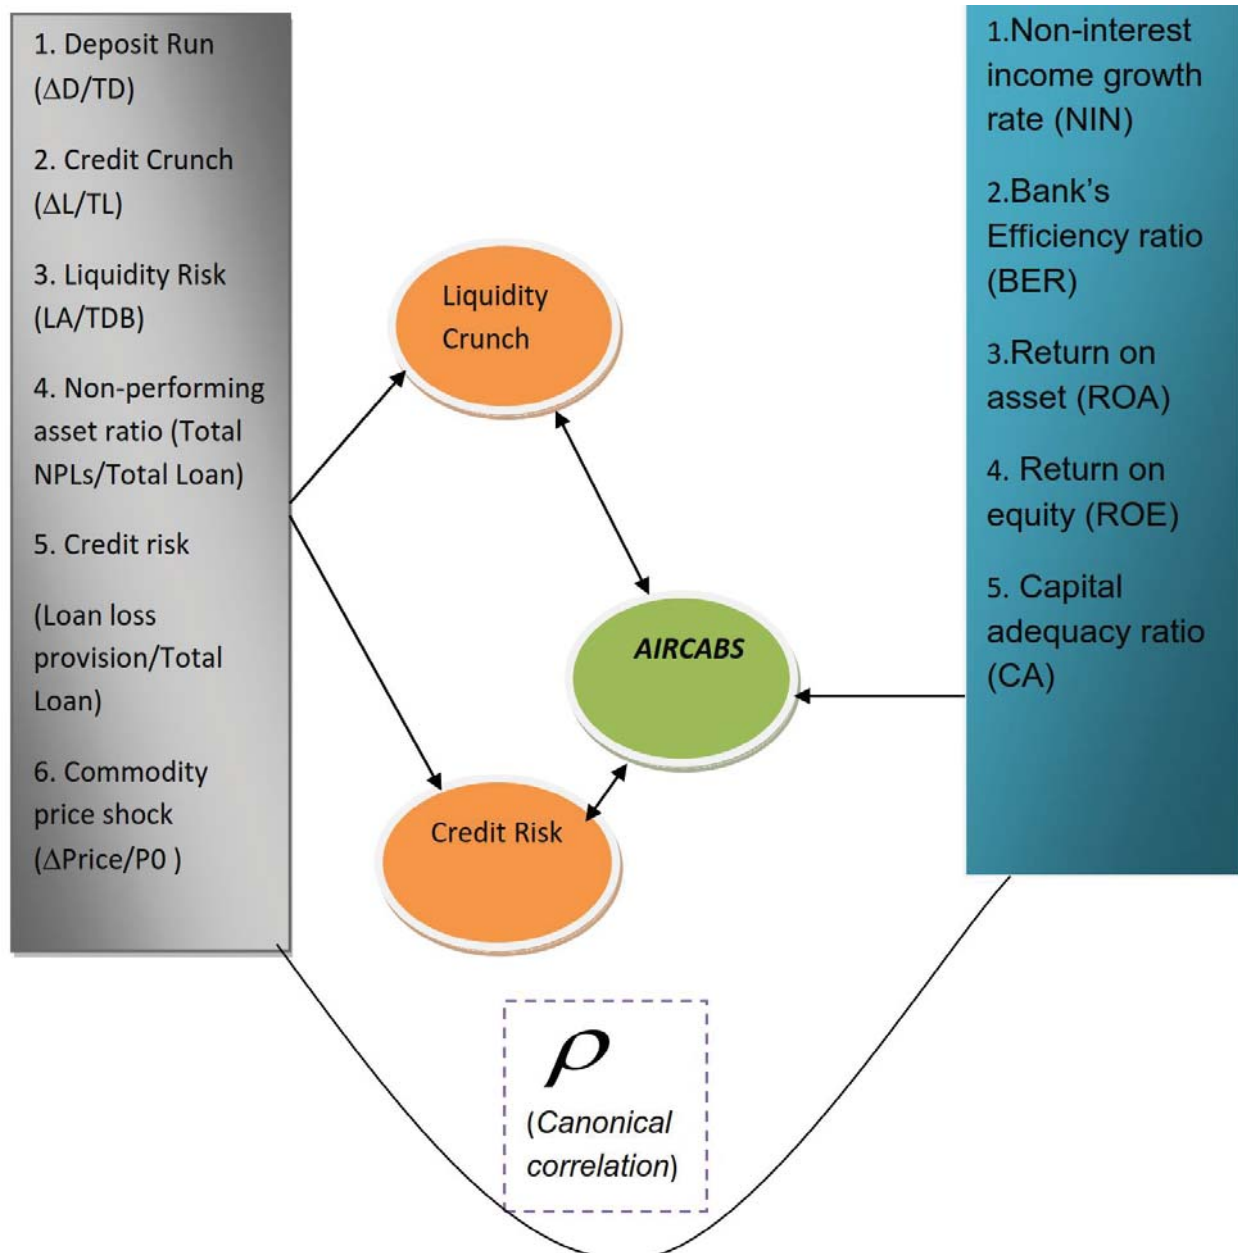 1. Deposit Run
(ΔD/TD)
2. Credit Crunch
(ΔL/TL)
3. Liquidity Risk
(LA/TDB)
4. Non-performing
asset ratio (Total
NPLs/Total Loan)
5. Credit risk
(Loan loss
provision/Total
Loan)
6. Commodity
price shock
(ΔPrice/P0 )
Liquidity
Crunch
AIRCABS
Credit Risk
ρ
(Canonical
correlation)
1.Non-interest
income growth
rate (NIN)
2.Bank’s
Efficiency ratio
(BER)
3.Return on
asset (ROA)
4. Return on
equity (ROE)
5. Capital
adequacy ratio
(CA)